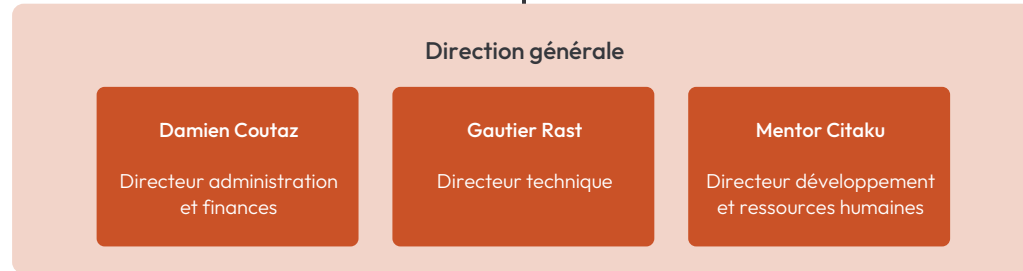 Direction générale
Damien Coutaz
Directeur administration
et finances
Gautier Rast
Directeur technique
Mentor Citaku
Directeur développement
et ressources humaines